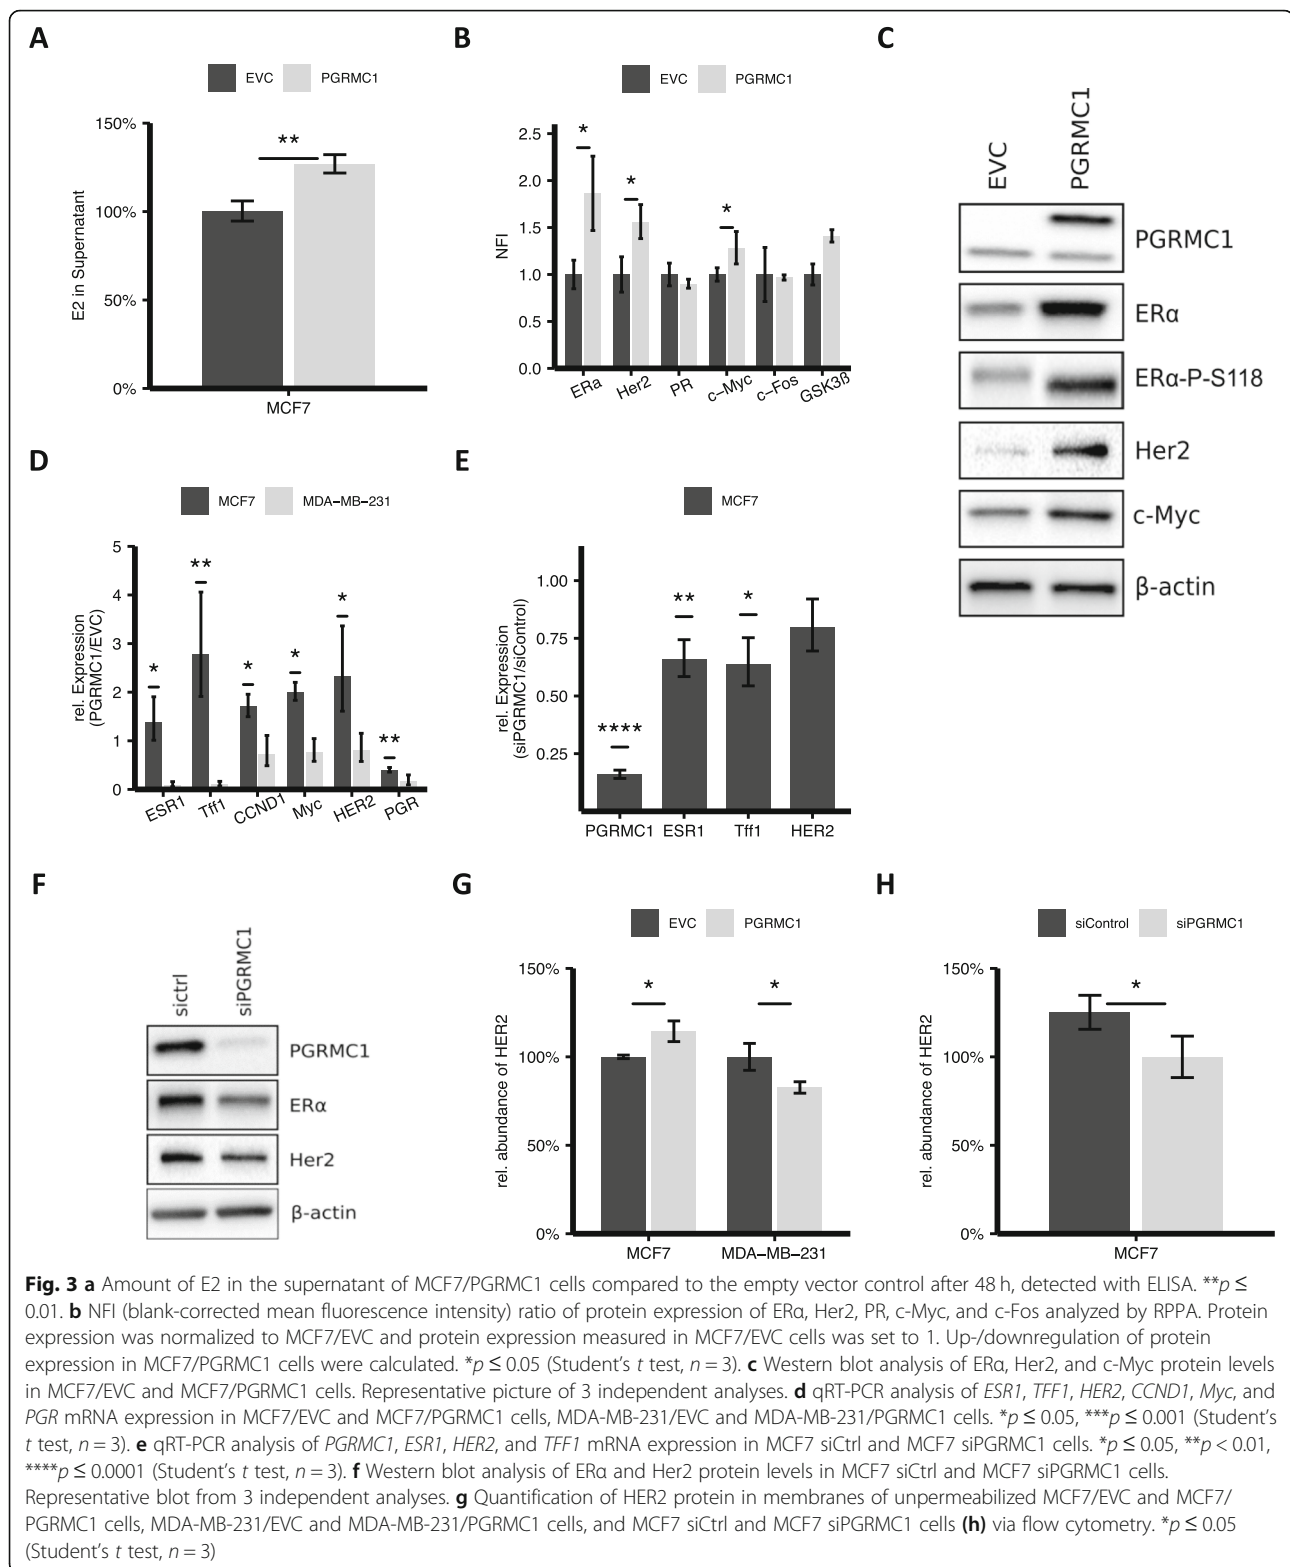 A
EVC
PGRMC1
150%
100%
50%
0%
E2 in Supernatant
**
MCF7
B
EVC
PGRMC1
2.5
2.0
1.5
1.0
0.5
0.0
NFI
*
*
*
ERa
Her2
PR
c–Myc
c–Fos
GSK3ß
C
EVC
PGRMC1
PGRMC1
ERα
ERα-P-S118
Her2
c-Myc
β-actin
D
MCF7
MDA–MB–231
5
4
3
2
1
0
rel. Expression
(PGRMC1/EVC)
*
**
*
*
*
**
ESR1
Tff1
CCND1
Myc
HER2
PGR
E
MCF7
1.00
0.75
0.50
0.25
rel. Expression
(siPGRMC1/siControl)
****
**
*
PGRMC1
ESR1
Tff1
HER2
F
sictrl
siPGRMC1
PGRMC1
ERα
Her2
β-actin
G
EVC
PGRMC1
150%
100%
50%
0%
rel. abundance of HER2
*
*
MCF7
MDA–MB–231
H
siControl
siPGRMC1
150%
100%
50%
0%
rel. abundance of HER2
*
MCF7
Fig. 3 a Amount of E2 in the supernatant of MCF7/PGRMC1 cells compared to the empty vector control after 48 h, detected with ELISA. **p ≤
0.01. b NFI (blank-corrected mean fluorescence intensity) ratio of protein expression of ERα, Her2, PR, c-Myc, and c-Fos analyzed by RPPA. Protein
expression was normalized to MCF7/EVC and protein expression measured in MCF7/EVC cells was set to 1. Up-/downregulation of protein
expression in MCF7/PGRMC1 cells were calculated. *p ≤ 0.05 (Student's t test, n = 3). c Western blot analysis of ERα, Her2, and c-Myc protein levels
in MCF7/EVC and MCF7/PGRMC1 cells. Representative picture of 3 independent analyses. d qRT-PCR analysis of ESR1, TFF1, HER2, CCND1, Myc, and
PGR mRNA expression in MCF7/EVC and MCF7/PGRMC1 cells, MDA-MB-231/EVC and MDA-MB-231/PGRMC1 cells. *p ≤ 0.05, ***p ≤ 0.001 (Student's
t test, n = 3). e qRT-PCR analysis of PGRMC1, ESR1, HER2, and TFF1 mRNA expression in MCF7 siCtrl and MCF7 siPGRMC1 cells. *p ≤ 0.05, **p < 0.01,
****p ≤ 0.0001 (Student's t test, n = 3). f Western blot analysis of ERα and Her2 protein levels in MCF7 siCtrl and MCF7 siPGRMC1 cells.
Representative blot from 3 independent analyses. g Quantification of HER2 protein in membranes of unpermeabilized MCF7/EVC and MCF7/
PGRMC1 cells, MDA-MB-231/EVC and MDA-MB-231/PGRMC1 cells, and MCF7 siCtrl and MCF7 siPGRMC1 cells (h) via flow cytometry. *p ≤ 0.05
(Student's t test, n = 3)